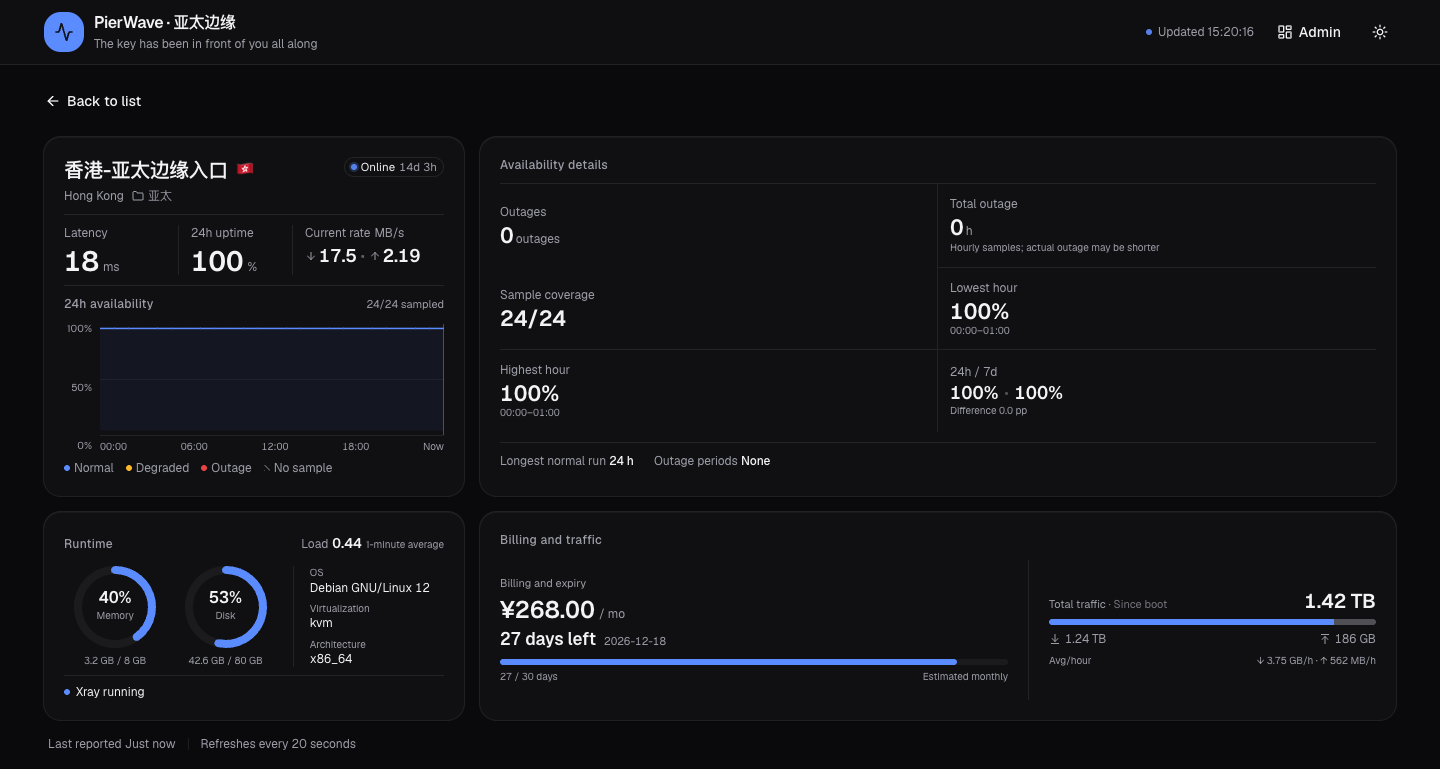 PierWave · 亚太边缘
The key has been in front of you all along
Updated 15:20:16
Admin
Back to list
香港-亚太边缘入口
Online 14d 3h
Hong Kong 亚太
Latency
18 ms
24h uptime
100 %
Current rate MB/s
↓ 17.5 · ↑ 2.19
24h availability
24/24 sampled
100%
50%
0%
00:00 06:00 12:00 18:00 Now
Normal Degraded Outage No sample
Availability details
Outages
0 outages
Total outage
0 h
Hourly samples; actual outage may be shorter
Sample coverage
24/24
Lowest hour
100%
00:00–01:00
Highest hour
100%
00:00–01:00
24h / 7d
100% · 100%
Difference 0.0 pp
Longest normal run 24 h Outage periods None
Runtime
Load 0.44 1-minute average
40%
Memory
3.2 GB / 8 GB
53%
Disk
42.6 GB / 80 GB
OS
Debian GNU/Linux 12
Virtualization
kvm
Architecture
x86_64
Xray running
Billing and traffic
Billing and expiry
¥268.00 / mo
27 days left 2026-12-18
27 / 30 days
Estimated monthly
Total traffic · Since boot
1.42 TB
1.24 TB
186 GB
Avg/hour
↓ 3.75 GB/h · ↑ 562 MB/h
Last reported Just now
Refreshes every 20 seconds